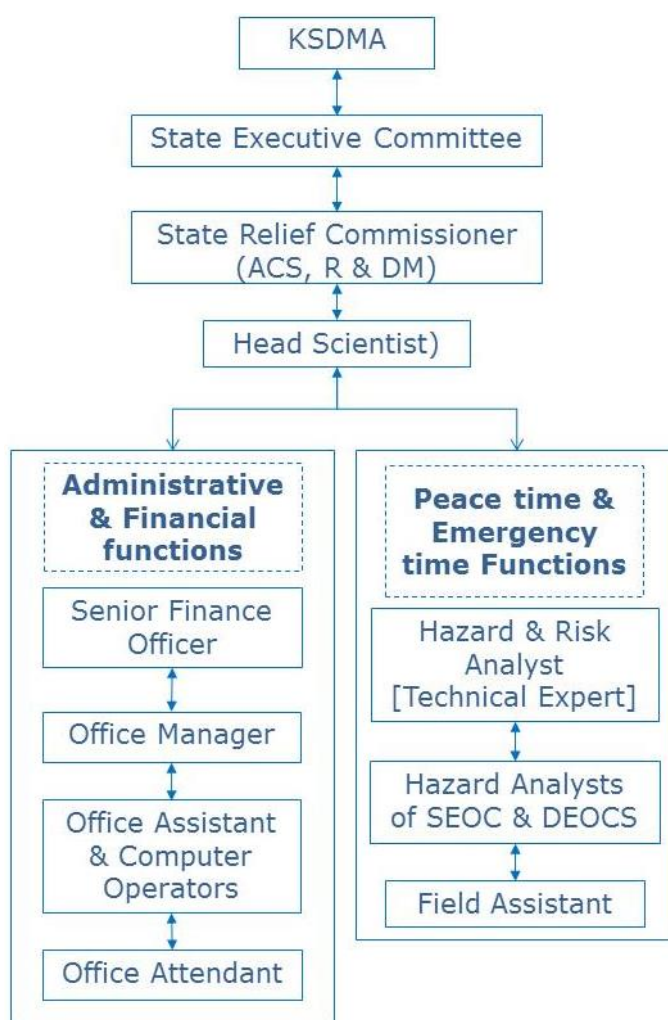 KSDMA
State Executive Committee
State Relief Commissioner
(ACS, R & DM)
Head Scientist)
Administrative
& Financial
functions
Senior Finance
Officer
Office Manager
Office Assistant
& Computer
Operators
Office Attendant
Peace time &
Emergency
time Functions
Hazard & Risk
Analyst
[Technical Expert]
Hazard Analysts
of SEOC & DEOCS
Field Assistant